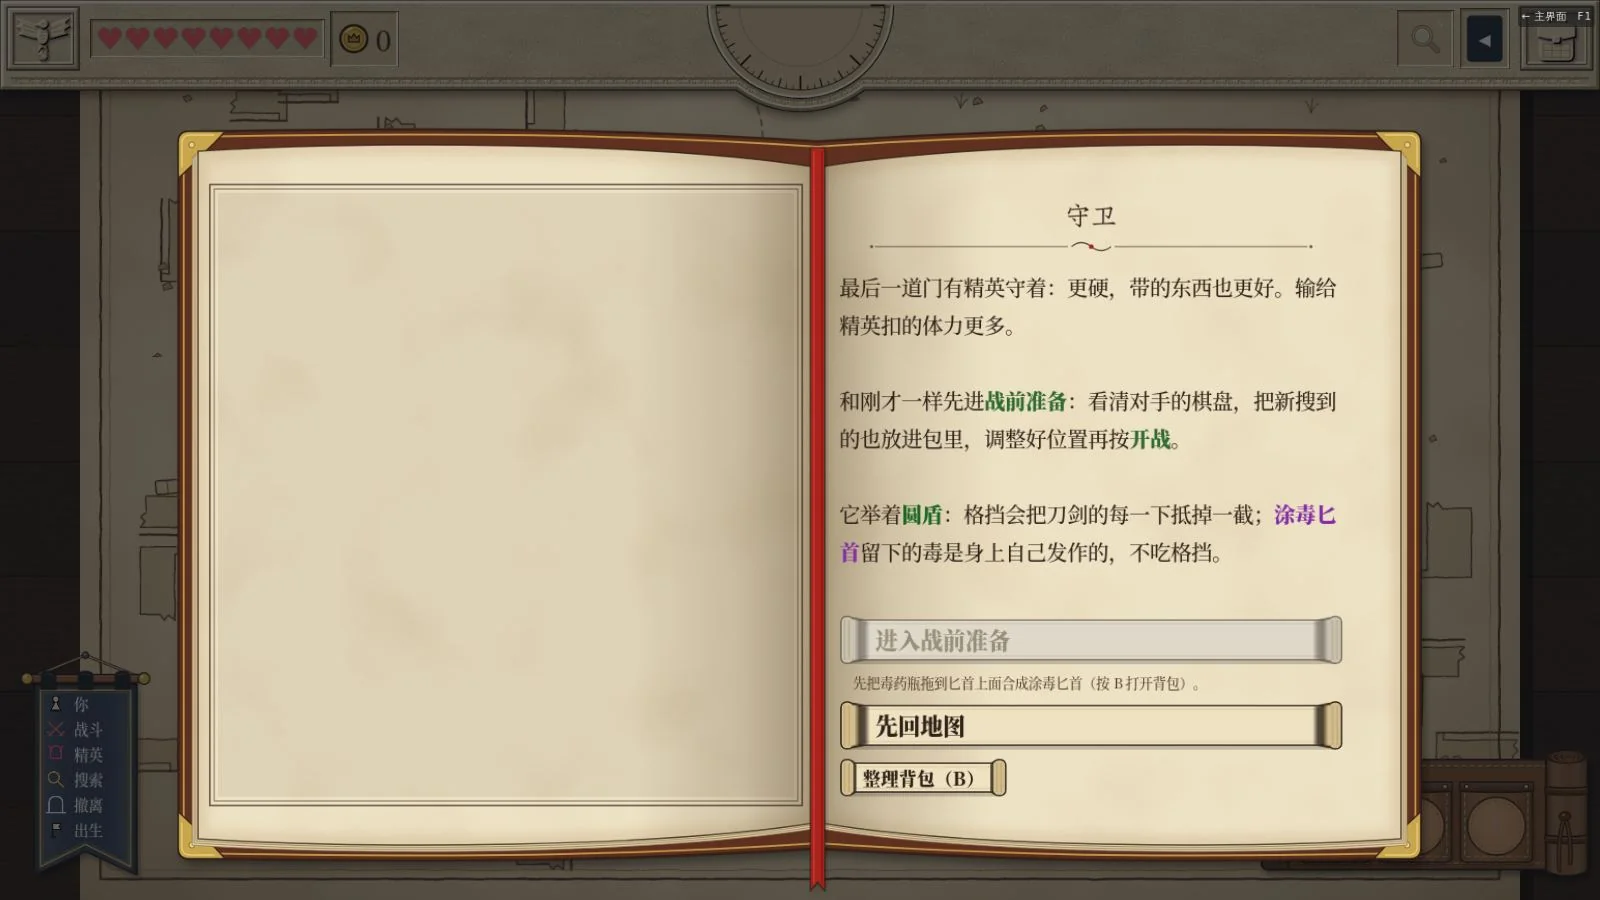 ← 主界面 F1
0
守卫
最后一道门有精英守着：更硬，带的东西也更好。输给
精英扣的体力更多。
和刚才一样先进战前准备：看清对手的棋盘，把新搜到
的也放进包里，调整好位置再按开战。
它举着圆盾：格挡会把刀剑的每一下抵掉一截；涂毒匕
首留下的毒是身上自己发作的，不吃格挡。
进入战前准备
先把毒药瓶拖到匕首上面合成涂毒匕首（按 B 打开背包）。
先回地图
整理背包（B）
你
战斗
精英
搜索
撤离
出生